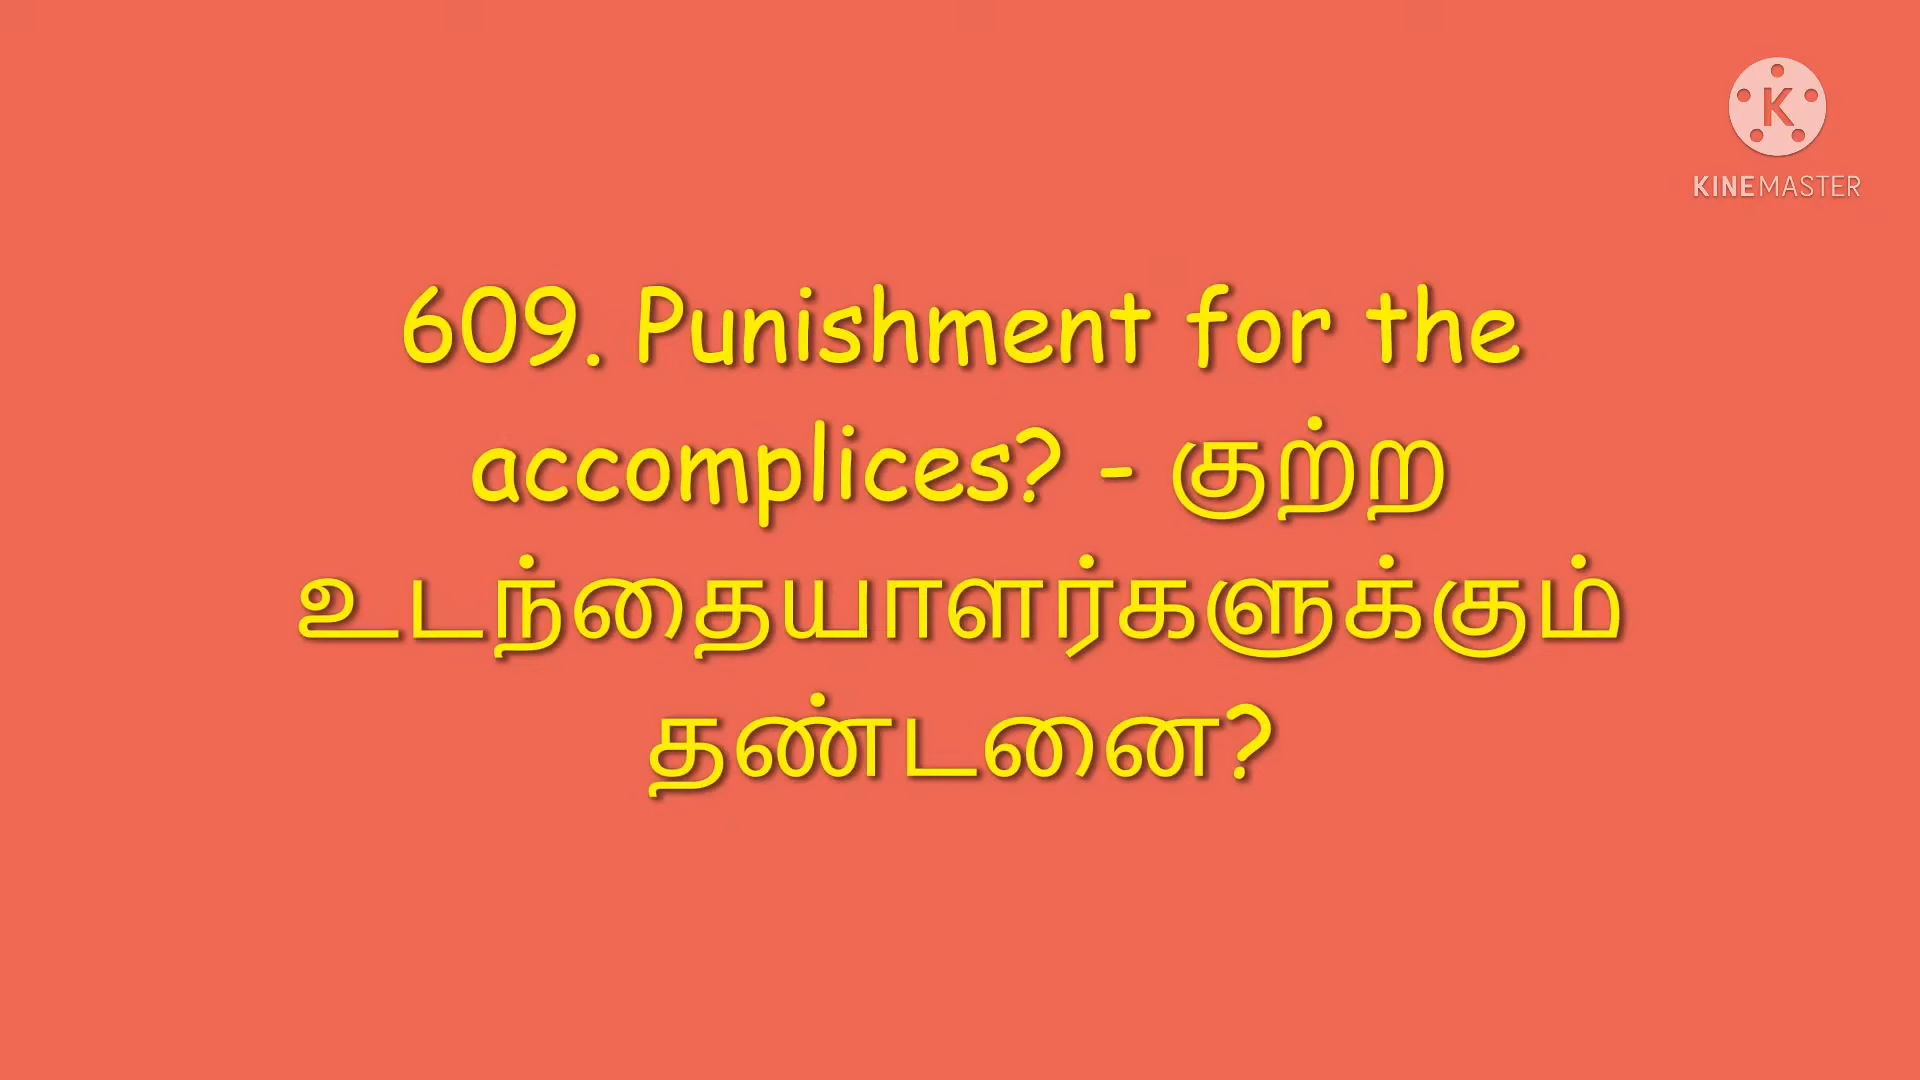 K
KINEMASTER
609. Punishment for the
accomplices? - குற்ற
உடந்தையாளர்களுக்கும்
தண்டனை?